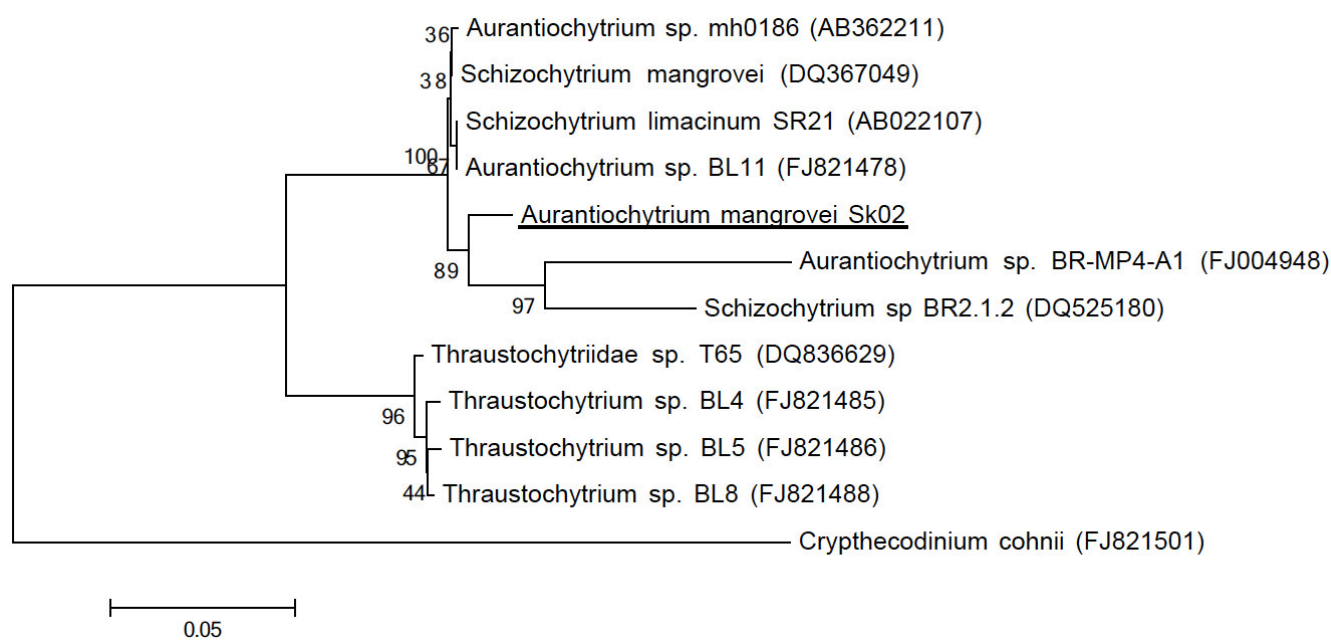 36
Aurantiochytrium sp. mh0186 (AB362211)
38
Schizochytrium mangrovei (DQ367049)
Schizochytrium limacinum SR21 (AB022107)
100
67
Aurantiochytrium sp. BL11 (FJ821478)
Aurantiochytrium mangrovei Sk02
89
Aurantiochytrium sp. BR-MP4-A1 (FJ004948)
97
Schizochytrium sp BR2.1.2 (DQ525180)
Thraustochytriidae sp. T65 (DQ836629)
96
Thraustochytrium sp. BL4 (FJ821485)
95
Thraustochytrium sp. BL5 (FJ821486)
44
Thraustochytrium sp. BL8 (FJ821488)
Crypthecodinium cohnii (FJ821501)
0.05